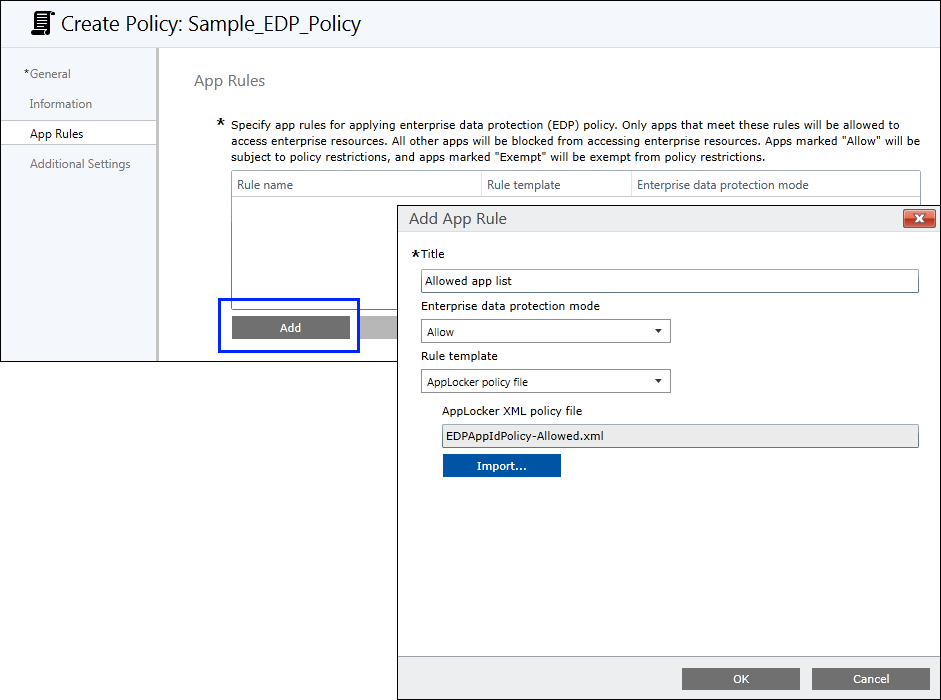 Create Policy: Sample_EDP_Policy
*General
Information
App Rules
Additional Settings
App Rules
* Specify app rules for applying enterprise data protection (EDP) policy. Only apps that meet these rules will be allowed to
access enterprise resources. All other apps will be blocked from accessing enterprise resources. Apps marked "Allow" will be
subject to policy restrictions, and apps marked "Exempt" will be exempt from policy restrictions.
Rule name Rule template Enterprise data protection mode
Add
Add App Rule
*Title
Allowed app list
Enterprise data protection mode
Allow
Rule template
AppLocker policy file
AppLocker XML policy file
EDPAppIdPolicy-Allowed.xml
Import...
OK Cancel